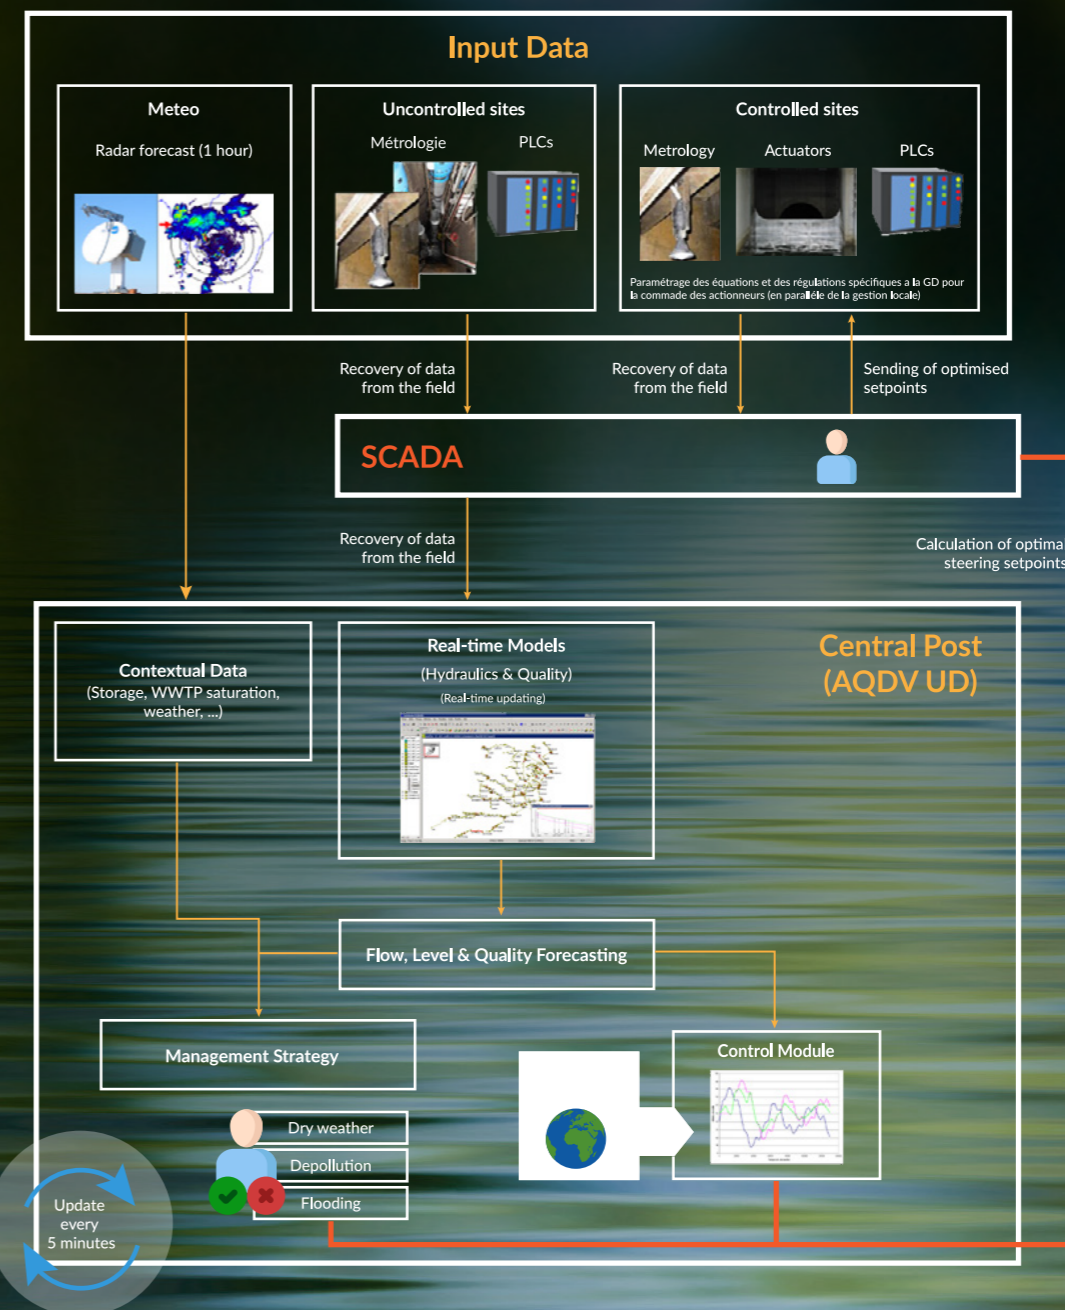 Input Data
Meteo
Radar forecast (1 hour)
Uncontrolled sites
Métrologie
PLCs
Controlled sites
Metrology
Actuators
PLCs
Paramétrage des équations et des régulations spécifiques a la GD pour
la commade des actionneurs (en paralléle de la gestion locale)
Recovery of data
from the field
Recovery of data
from the field
Sending of optimised
setpoints
SCADA
Recovery of data
from the field
Calculation of optimal
steering setpoints
Contextual Data
(Storage, WWTP saturation,
weather, ...)
Real-time Models
(Hydraulics & Quality)
(Real-time updating)
Central Post
(AQDV UD)
Flow, Level & Quality Forecasting
Management Strategy
Control Module
Dry weather
Depollution
Flooding
Update
every
5 minutes